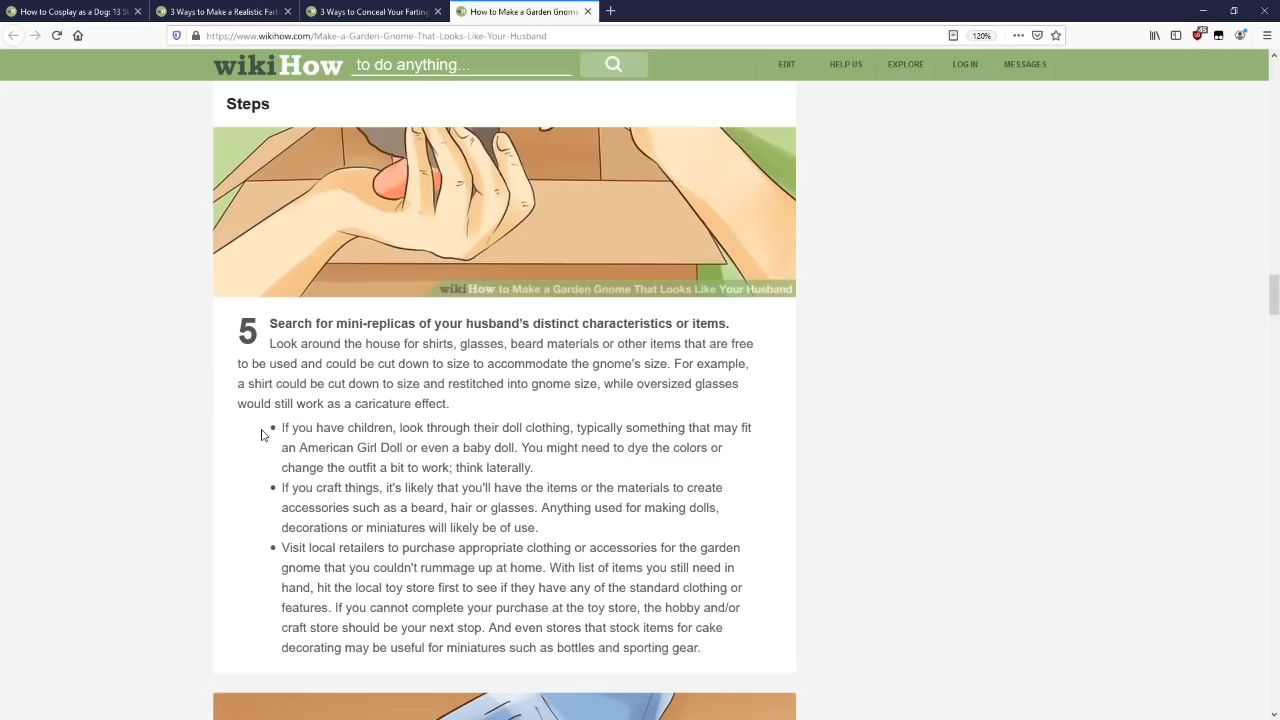 How to Cosplay as a Dog: 13 S
3 Ways to Make a Realistic Fart
3 Ways to Conceal Your Farting
How to Make a Garden Gnome
https://www.wikihow.com/Make-a-Garden-Gnome-That-Looks-Like-Your-Husband
120%
wikiHow to do anything...
EDIT
HELP US
EXPLORE
LOG IN
MESSAGES
Steps
wikiHow to Make a Garden Gnome That Looks Like Your Husband
5 Search for mini-replicas of your husband's distinct characteristics or items.
Look around the house for shirts, glasses, beard materials or other items that are free
to be used and could be cut down to size to accommodate the gnome's size. For example,
a shirt could be cut down to size and restitched into gnome size, while oversized glasses
would still work as a caricature effect.
• If you have children, look through their doll clothing, typically something that may fit
an American Girl Doll or even a baby doll. You might need to dye the colors or
change the outfit a bit to work; think laterally.
• If you craft things, it's likely that you'll have the items or the materials to create
accessories such as a beard, hair or glasses. Anything used for making dolls,
decorations or miniatures will likely be of use.
• Visit local retailers to purchase appropriate clothing or accessories for the garden
gnome that you couldn't rummage up at home. With list of items you still need in
hand, hit the local toy store first to see if they have any of the standard clothing or
features. If you cannot complete your purchase at the toy store, the hobby and/or
craft store should be your next stop. And even stores that stock items for cake
decorating may be useful for miniatures such as bottles and sporting gear.